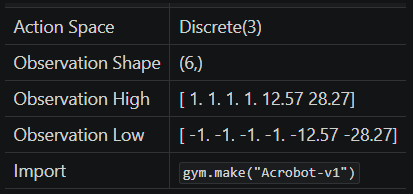 Action Space Discrete(3)
Observation Shape (6,)
Observation High [ 1. 1. 1. 1. 12.57 28.27]
Observation Low [ -1. -1. -1. -1. -12.57 -28.27]
Import gym.make("Acrobot-v1")